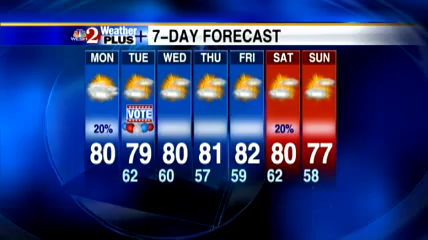 NBC 2 Weather PLUS + 7-DAY FORECAST
MON TUE WED THU FRI SAT SUN
VOTE
20% 20%
80 79 80 81 82 80 77
62 60 57 59 62 58